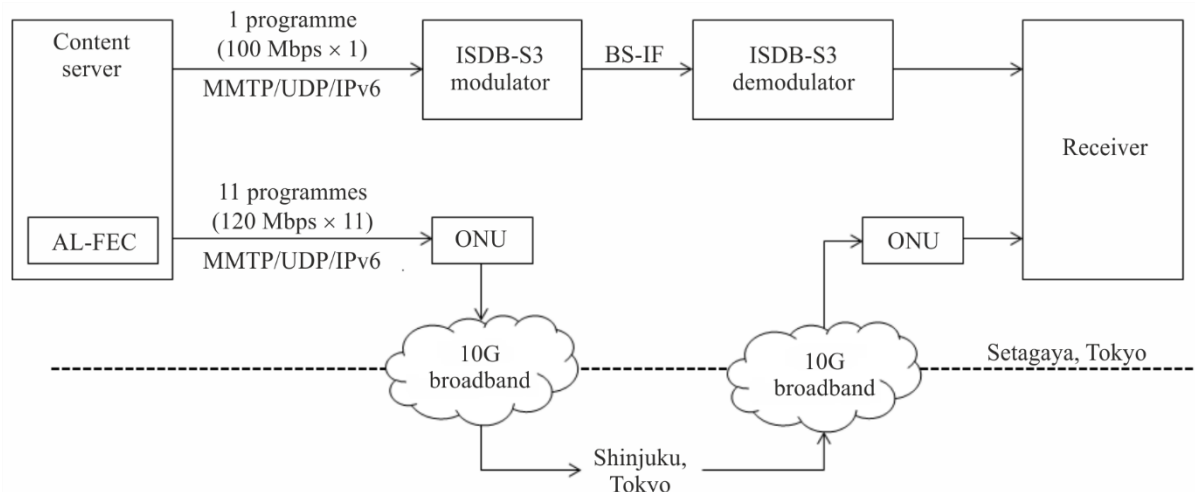 Content
server
1 programme
(100 Mbps × 1)
MMTP/UDP/IPv6
ISDB-S3
modulator
BS-IF
ISDB-S3
demodulator
Receiver
11 programmes
(120 Mbps × 11)
MMTP/UDP/IPv6
AL-FEC
ONU
ONU
10G
broadband
10G
broadband
Setagaya, Tokyo
Shinjuku,
Tokyo